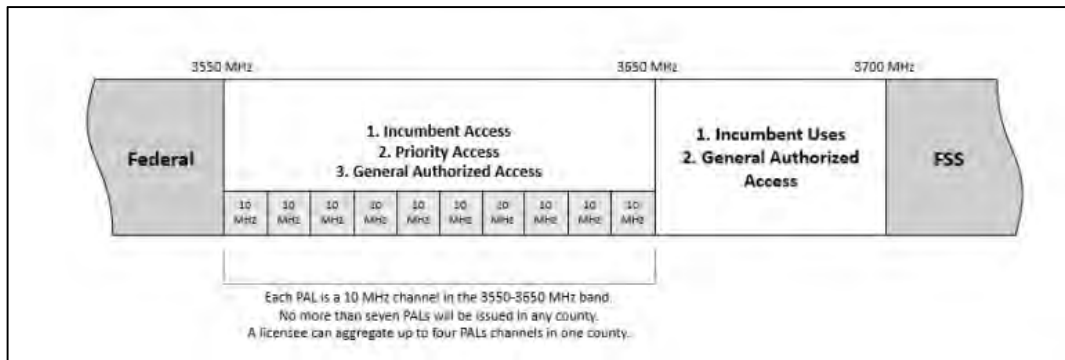 3550 MHz
3650 MHz
3700 MHz
Federal
1. Incumbent Access
2. Priority Access
3. General Authorized Access
1. Incumbent Uses
2. General Authorized
Access
FSS
10 10 10 10 10 10 10 10 10 10
MHz MHz MHz MHz MHz MHz MHz MHz MHz MHz
Each PAL is a 10 MHz channel in the 3550-3650 MHz band.
No more than seven PALs will be issued in any county.
A licensee can aggregate up to four PALs channels in one county.